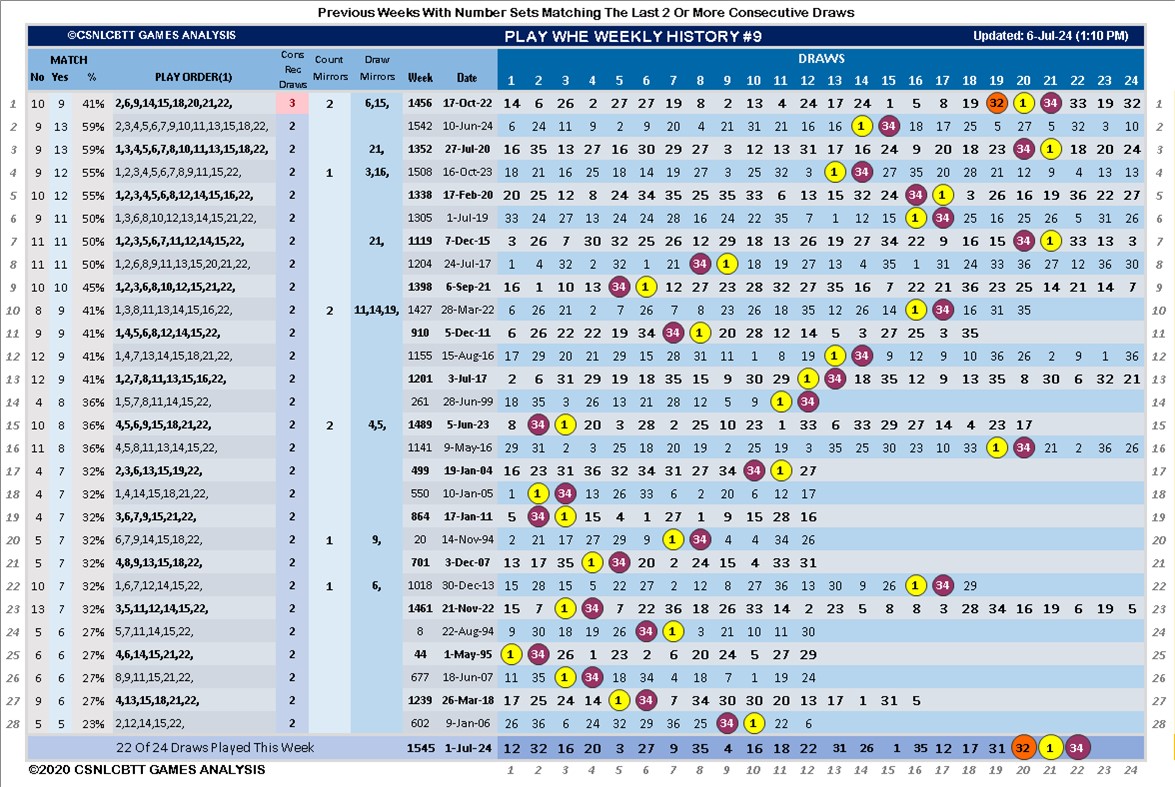 Previous Weeks With Number Sets Matching The Last 2 Or More Consecutive Draws
©CSNLCBTT GAMES ANALYSIS PLAY WHE WEEKLY HISTORY #9 Updated: 6-Jul-24 (1:10 PM)
MATCH Cons Rec Draws Count Mirrors Draw Mirrors DRAWS
No Yes % PLAY ORDER(1) Week Date 1 2 3 4 5 6 7 8 9 10 11 12 13 14 15 16 17 18 19 20 21 22 23 24
1 10 9 41% 2,6,9,14,15,18,20,21,22, 3 2 6,15, 1456 17-Oct-22 14 6 26 2 27 27 19 8 2 13 4 24 17 24 1 5 8 19 32 1 34 33 19 32 1
2 9 13 59% 2,3,4,5,6,7,9,10,11,13,15,18,22, 2 1542 10-Jun-24 6 24 11 9 2 9 20 4 21 31 21 16 16 14 1 15 34 18 17 25 5 27 5 32 3 10 2
3 9 13 59% 1,3,4,5,6,7,8,10,11,13,15,18,22, 2 21, 1352 27-Jul-20 16 35 13 27 16 30 29 27 3 12 13 31 17 16 24 9 20 18 23 34 1 18 20 24 3
4 9 12 55% 1,2,3,4,5,6,7,8,9,11,15,22, 2 1 3,16, 1508 16-Oct-23 18 21 16 25 18 14 19 27 3 25 32 3 1 34 27 35 20 28 21 12 9 4 13 13 4
5 10 12 55% 1,2,3,4,5,6,8,12,14,15,16,22, 2 1338 17-Feb-20 20 25 12 8 24 34 35 25 35 33 6 13 15 32 24 34 1 3 26 16 19 36 22 27 5
6 9 11 50% 1,3,6,8,10,12,13,14,15,21,22, 2 1305 1-Jul-19 33 24 27 13 24 24 28 16 24 22 35 7 1 12 15 1 34 25 16 25 26 5 31 26 6
7 11 11 50% 1,2,3,5,6,7,11,12,14,15,22, 2 21, 1119 7-Dec-15 3 26 7 30 32 25 26 12 29 18 13 26 19 27 34 22 9 16 15 34 1 33 13 3 7
8 11 11 50% 1,2,6,8,9,11,13,15,20,21,22, 2 1204 24-Jul-17 1 4 32 2 32 1 21 34 1 18 19 27 13 4 35 1 31 24 33 36 27 12 36 30 8
9 10 10 45% 1,2,3,6,8,10,12,15,21,22, 2 1398 6-Sep-21 16 1 10 13 34 1 12 27 23 28 32 27 35 16 7 22 21 36 23 25 14 21 14 7 9
10 8 9 41% 1,3,8,11,13,14,15,16,22, 2 2 11,14,19, 1427 28-Mar-22 6 26 21 2 7 26 7 8 23 26 18 35 12 26 14 1 34 16 31 35 10
11 9 9 41% 1,4,5,6,8,12,14,15,22, 2 910 5-Dec-11 6 26 22 22 19 34 34 1 20 28 12 14 5 3 27 25 3 35 11
12 12 9 41% 1,4,7,13,14,15,18,21,22, 2 1155 15-Aug-16 17 29 20 21 29 15 28 31 11 1 8 19 1 34 9 12 9 10 36 26 2 9 1 36 12
13 12 9 41% 1,2,7,8,11,13,15,16,22, 2 1201 3-Jul-17 2 6 31 29 19 18 35 15 9 30 29 1 34 18 35 12 9 13 35 8 30 6 32 21 13
14 4 8 36% 1,5,7,8,11,14,15,22, 2 261 28-Jun-99 18 35 3 26 13 21 28 12 5 9 1 34 14
15 10 8 36% 4,5,6,9,15,18,21,22, 2 2 4,5, 1489 5-Jun-23 8 34 1 20 3 28 2 25 10 23 1 33 6 33 29 27 14 4 23 17 15
16 11 8 36% 4,5,8,11,13,14,15,22, 2 1141 9-May-16 29 31 2 3 25 18 20 19 2 25 19 3 35 25 30 23 10 33 1 34 21 2 36 26 16
17 4 7 32% 2,3,6,13,15,19,22, 2 499 19-Jan-04 16 23 31 36 32 34 31 27 34 34 1 27 17
18 4 7 32% 1,4,14,15,18,21,22, 2 550 10-Jan-05 1 1 34 13 26 33 6 2 20 6 12 17 18
19 4 7 32% 3,6,7,9,15,21,22, 2 864 17-Jan-11 5 34 1 15 4 1 27 1 9 15 28 16 19
20 5 7 32% 6,7,9,14,15,18,22, 2 1 9, 20 14-Nov-94 2 21 17 27 29 9 1 34 4 4 34 26 20
21 5 7 32% 4,8,9,13,15,18,22, 2 701 3-Dec-07 13 17 35 1 34 20 2 24 15 4 33 31 21
22 10 7 32% 1,6,7,12,14,15,22, 2 1 6, 1018 30-Dec-13 15 28 15 5 22 27 2 12 8 27 36 13 30 9 26 1 34 29 22
23 13 7 32% 3,5,11,12,14,15,22, 2 1461 21-Nov-22 15 7 1 34 7 22 36 18 26 33 14 2 23 5 8 8 3 28 34 16 19 6 19 5 23
24 5 6 27% 5,7,11,14,15,22, 2 8 22-Aug-94 9 30 18 19 26 34 1 3 21 10 11 30 24
25 6 6 27% 4,6,14,15,21,22, 2 44 1-May-95 1 34 26 1 23 2 6 20 24 5 27 29 25
26 6 6 27% 8,9,11,15,21,22, 2 677 18-Jun-07 11 35 1 34 18 34 4 18 7 1 19 24 26
27 9 6 27% 4,13,15,18,21,22, 2 1239 26-Mar-18 17 25 24 14 1 34 7 34 30 30 20 13 17 1 31 5 27
28 5 5 23% 2,12,14,15,22, 2 602 9-Jan-06 26 36 6 24 32 29 36 25 34 1 22 6 28
22 Of 24 Draws Played This Week 1545 1-Jul-24 12 32 16 20 3 27 9 35 4 16 18 22 31 26 1 35 12 17 31 32 1 34
©2020 CSNLCBTT GAMES ANALYSIS 1 2 3 4 5 6 7 8 9 10 11 12 13 14 15 16 17 18 19 20 21 22 23 24